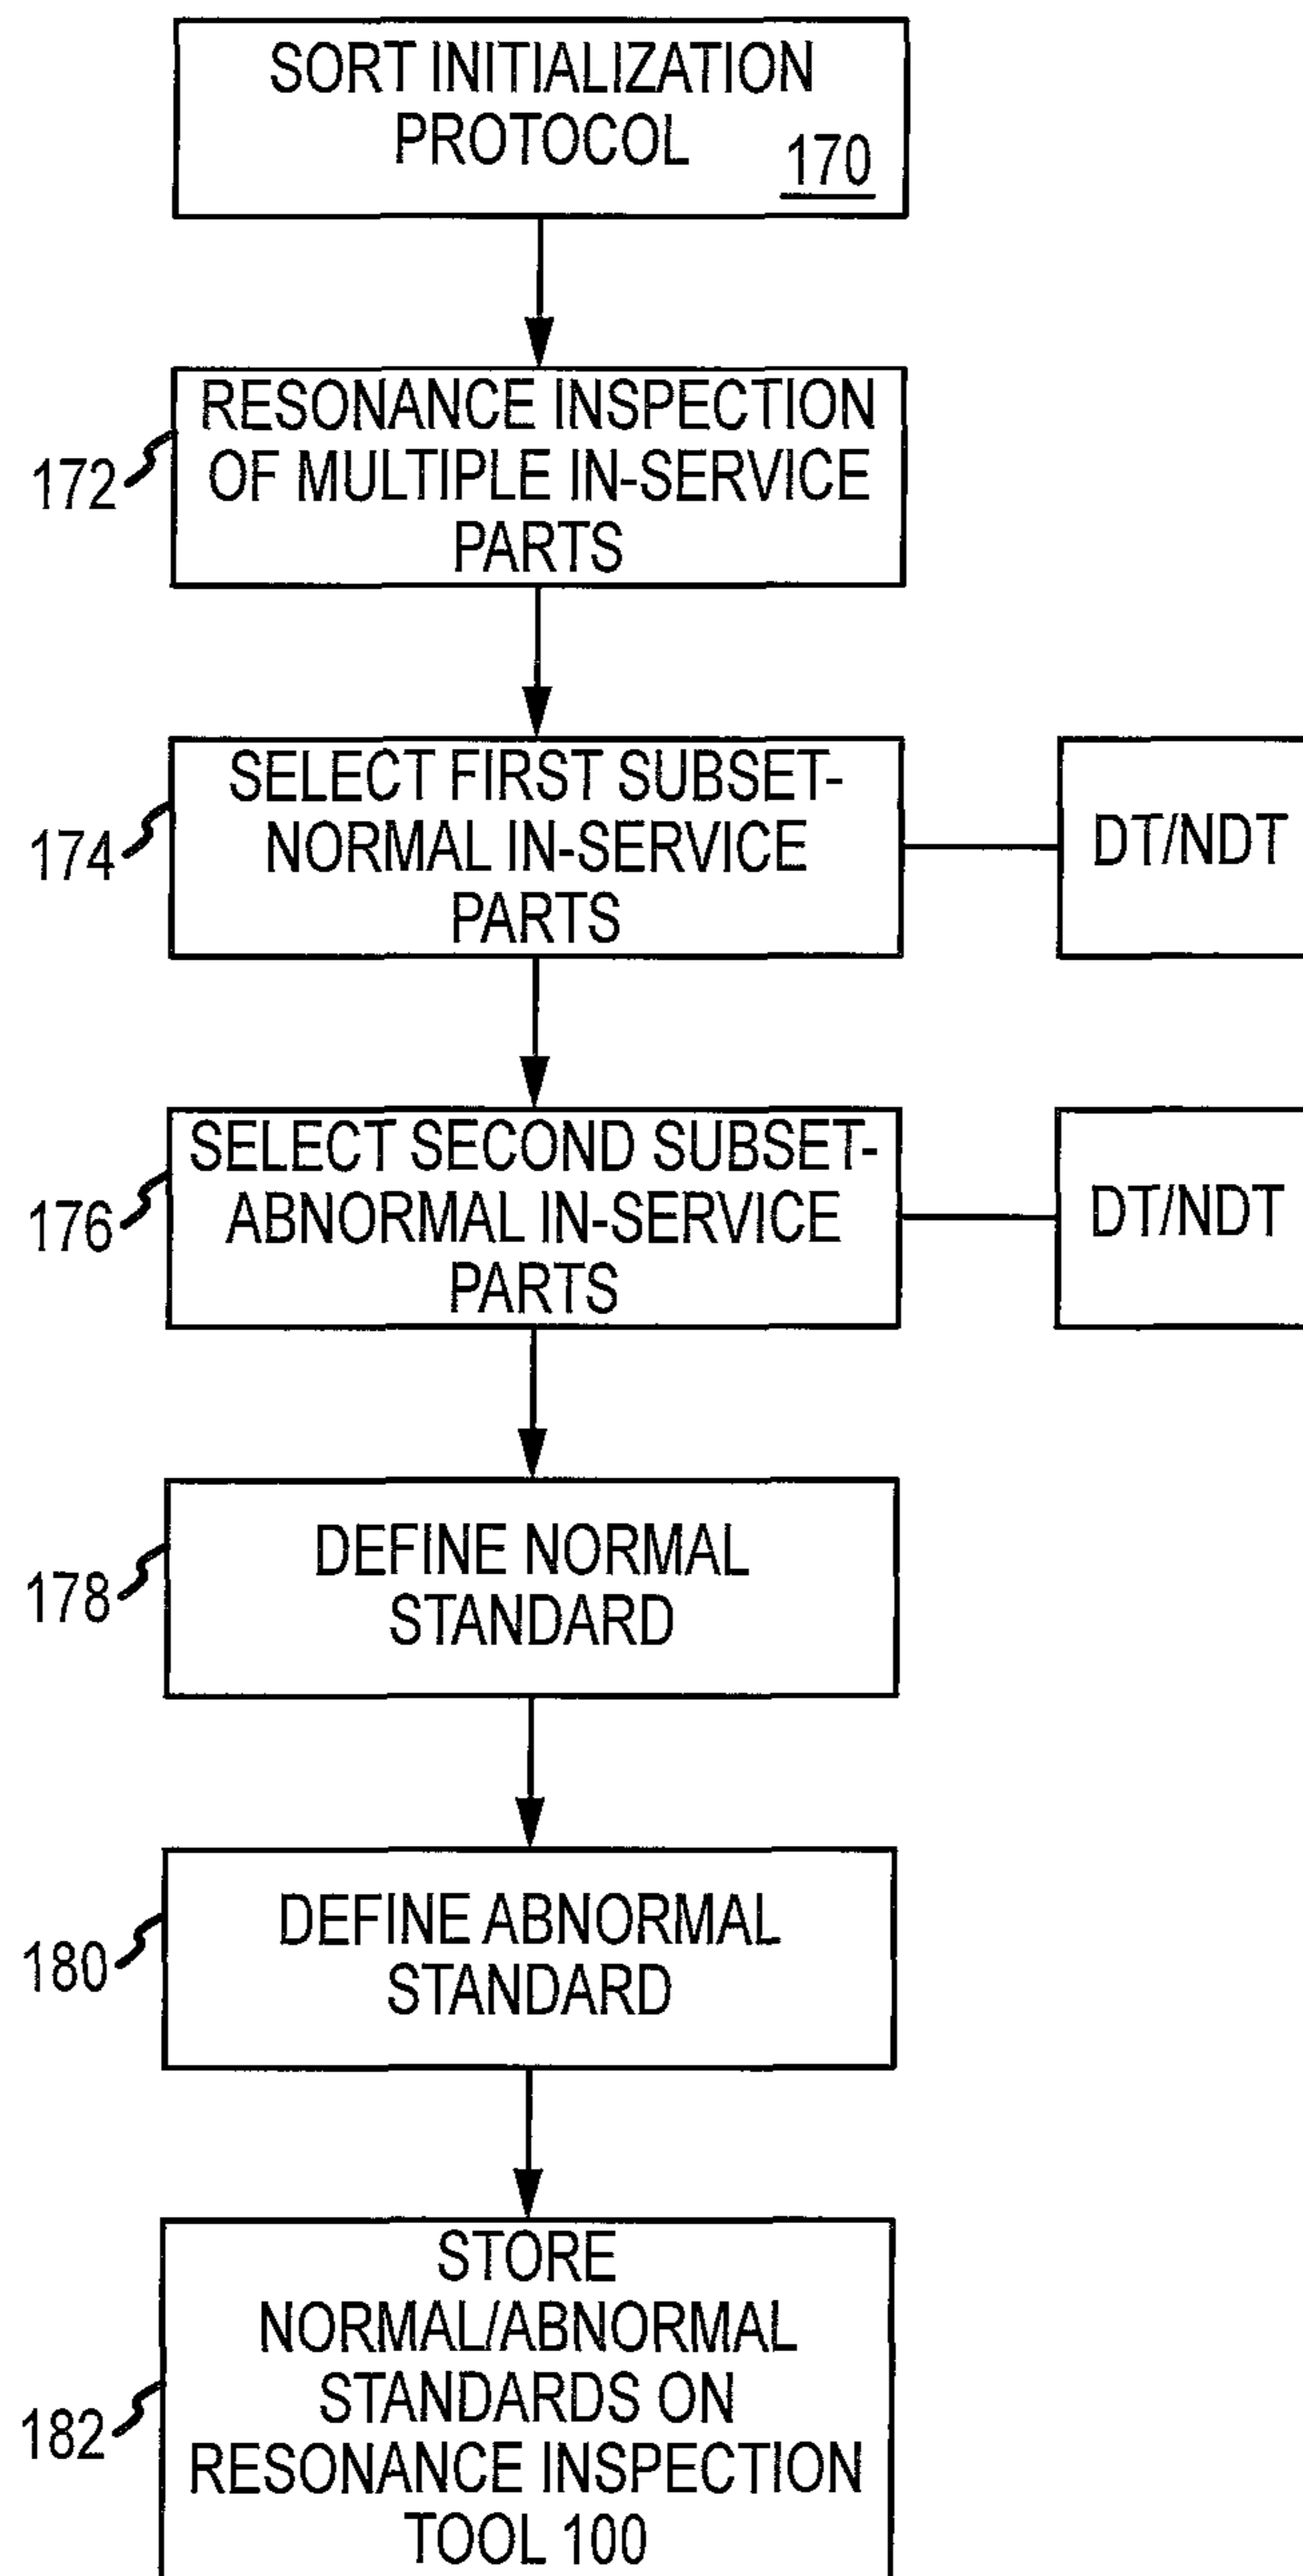 SORT INITIALIZATION
PROTOCOL
170
RESONANCE INSPECTION
OF MULTIPLE IN-SERVICE
PARTS
172
SELECT FIRST SUBSET-
NORMAL IN-SERVICE
PARTS
174
DT/NDT
SELECT SECOND SUBSET-
ABNORMAL IN-SERVICE
PARTS
176
DT/NDT
DEFINE NORMAL
STANDARD
178
DEFINE ABNORMAL
STANDARD
180
STORE
NORMAL/ABNORMAL
STANDARDS ON
RESONANCE INSPECTION
TOOL 100
182